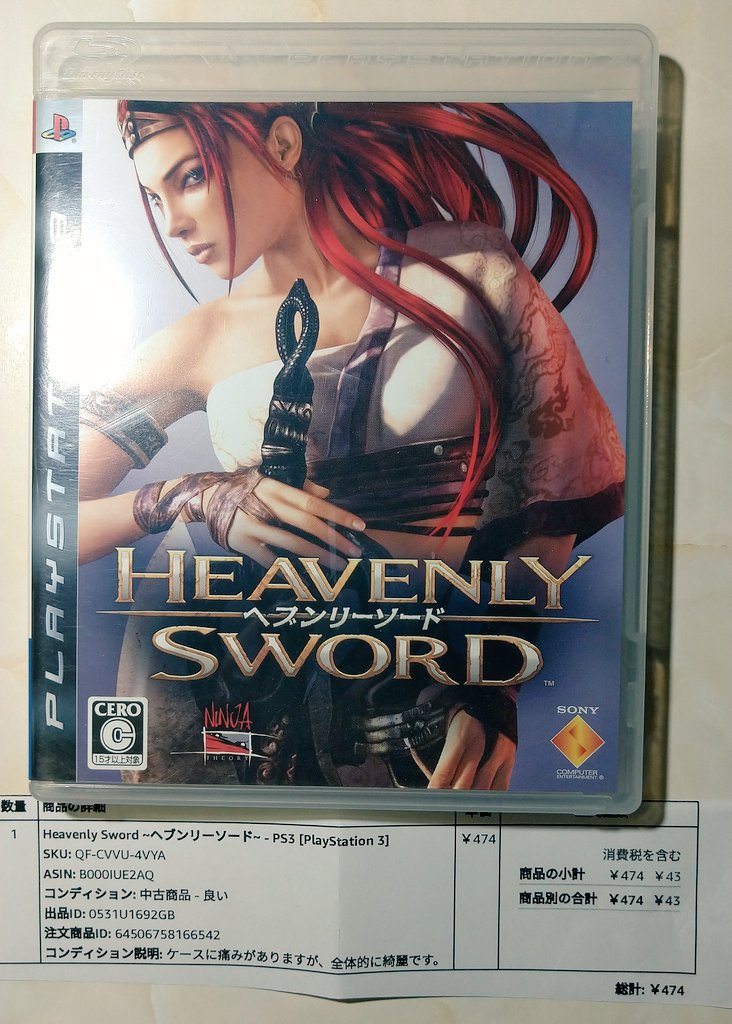 Blu-ray Disc
PLAYSTATION 3
PLAYSTAT
HEAVENLY
ヘブンリーソード
SWORD
TM
CERO
C
15才以上対象
NINJA
THEORY
SONY
COMPUTER
ENTERTAINMENT®
数量 商品の詳細
1 Heavenly Sword ~ヘブンリーソード~ - PS3 [PlayStation 3] ¥474
SKU: QF-CVVU-4VYA
消費税を含む
ASIN: B000IUE2AQ
商品の小計 ¥474 ¥43
コンディション: 中古商品 - 良い
商品別の合計 ¥474 ¥43
出品ID: 0531U1692GB
注文商品ID: 64506758166542
コンディション説明: ケースに痛みがありますが、全体的に綺麗です。
総計: ¥474